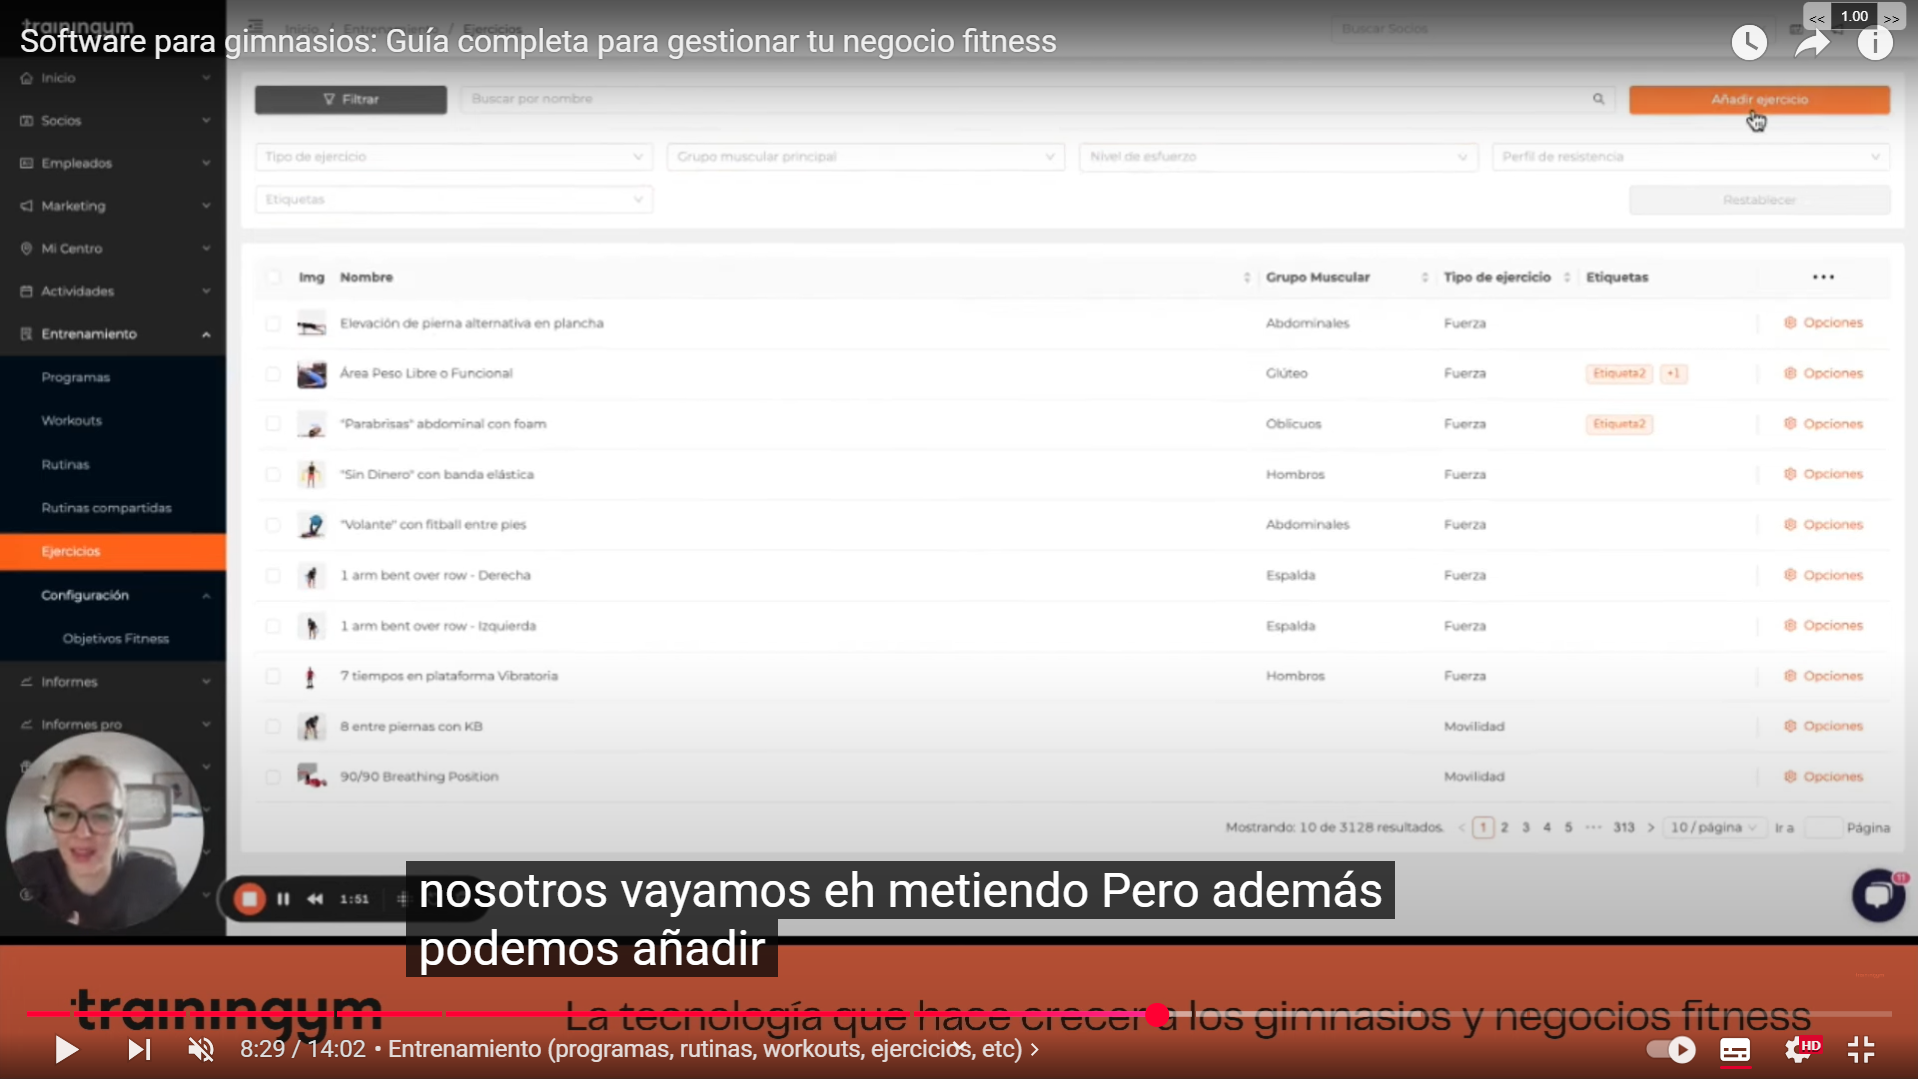 trainingym
Inicio / Entrenamiento / Ejercicios
Buscar Socios
<< 1.00 >>
Software para gimnasios: Guía completa para gestionar tu negocio fitness
Inicio
Socios
Empleados
Marketing
Mi Centro
Actividades
Entrenamiento
Programas
Workouts
Rutinas
Rutinas compartidas
Ejercicios
Configuración
Objetivos Fitness
Informes
Informes pro
Filtrar
Buscar por nombre
Añadir ejercicio
Tipo de ejercicio
Grupo muscular principal
Nivel de esfuerzo
Perfil de resistencia
Etiquetas
Restablecer
Img Nombre Grupo Muscular Tipo de ejercicio Etiquetas •••
Elevación de pierna alternativa en plancha Abdominales Fuerza Opciones
Área Peso Libre o Funcional Glúteo Fuerza Etiqueta2 +1 Opciones
"Parabrisas" abdominal con foam Oblicuos Fuerza Etiqueta2 Opciones
"Sin Dinero" con banda elástica Hombros Fuerza Opciones
"Volante" con fitball entre pies Abdominales Fuerza Opciones
1 arm bent over row - Derecha Espalda Fuerza Opciones
1 arm bent over row - Izquierda Espalda Fuerza Opciones
7 tiempos en plataforma Vibratoria Hombros Fuerza Opciones
8 entre piernas con KB Movilidad Opciones
90/90 Breathing Position Movilidad Opciones
Mostrando: 10 de 3128 resultados. < 1 2 3 4 5 ••• 313 > 10 / página Ir a Página
1:51
11
nosotros vayamos eh metiendo Pero además
podemos añadir
trainingym
La tecnología que hace crecer a los gimnasios y negocios fitness
8:29 / 14:02 • Entrenamiento (programas, rutinas, workouts, ejercicios, etc) >
HD